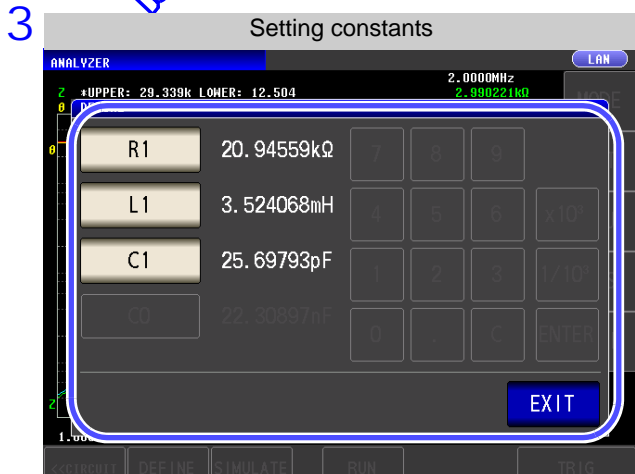 3
Setting constants
ANALYZER
LAN
2.0000MHz
Z *UPPER: 29.339k LOWER: 12.504 2.990221kΩ
θ
θ
R1 20.94559kΩ 7 8 9
L1 3.524068mH 4 5 6 x10³
C1 25.69793pF 1 2 3 1/10³
C0 22.30897nF 0 . C ENTER
EXIT
Z
<<CIRCUIT DEFINE SIMULATE RUN TRIG